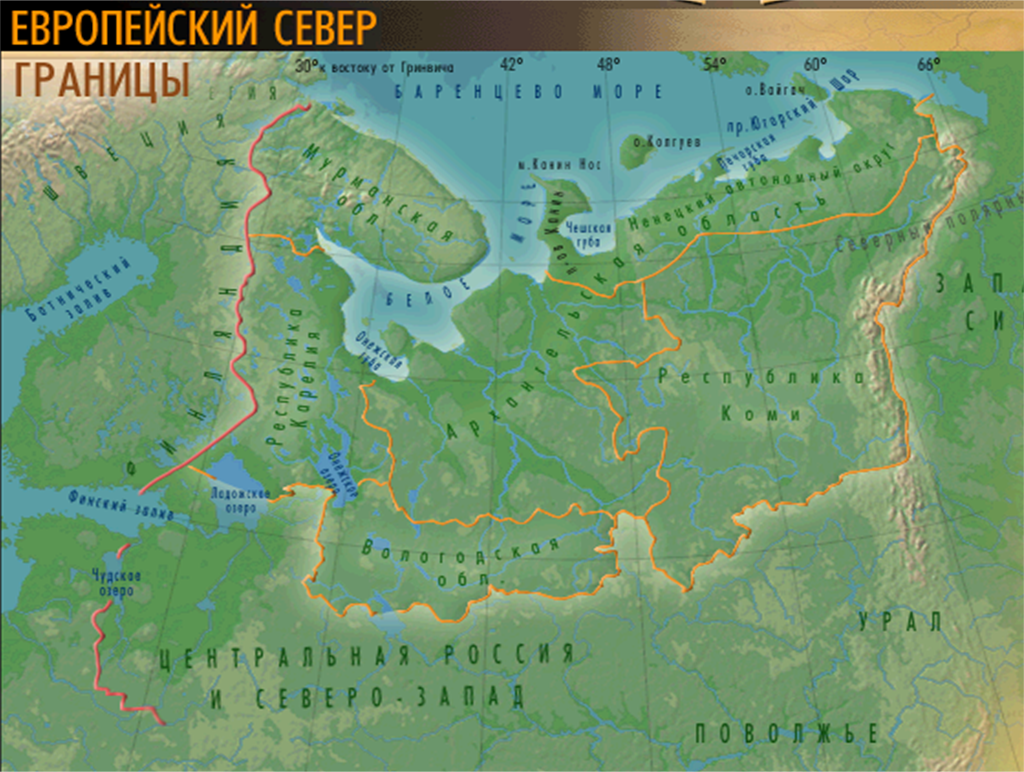 ЕВРОПЕЙСКИЙ СЕВЕР
ГРАНИЦЫ
30° к востоку от Гринвича
42°
48°
54°
60°
66°
БАРЕНЦЕВО МОРЕ
о.Вайгач
Шар
пр.Югорский
о.Колгуев
Печорская
губа
м.Канин Нос
ШВЕЦИЯ
Мурманская
обл.
МОРЕ
п-ов Канин
Чешская
губа
Ненецкий автономный округ
Архангельская область
Северный полярны
ЗАПА
СИ
Ботнический
залив
БЕЛОЕ
Онежская
губа
ФИНЛЯНДИЯ
Республика
Карелия
Республика
Коми
Онежское
озеро
Ладожское
озеро
Финский залив
Чудское
озеро
Вологодская
обл.
УРАЛ
ЦЕНТРАЛЬНАЯ РОССИЯ
И СЕВЕРО-ЗАПАД
ПОВОЛЖЬЕ